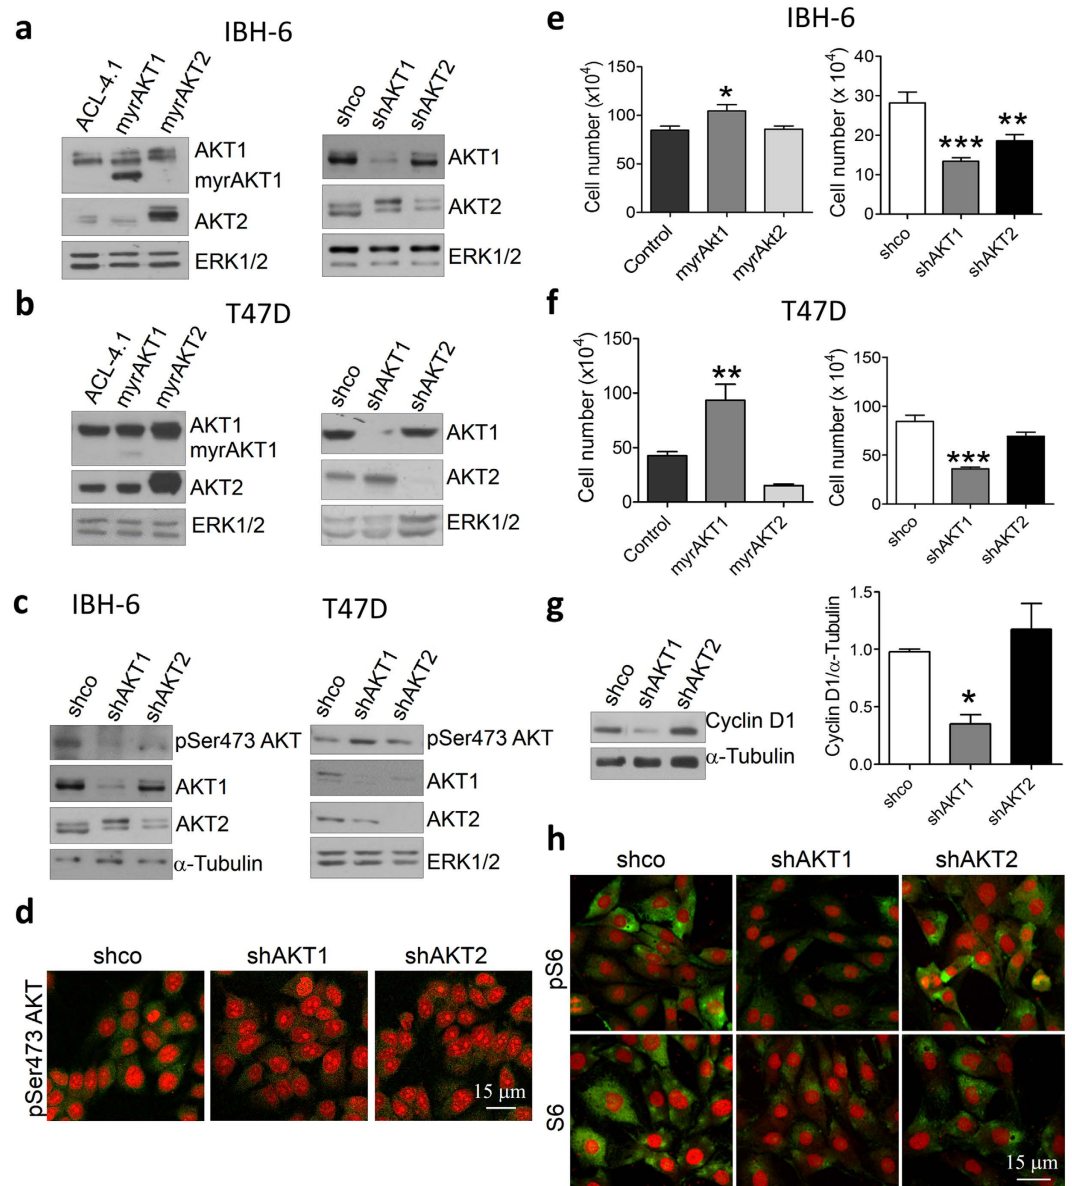 a
IBH-6
ACL-4.1
myrAKT1
myrAKT2
AKT1
myrAKT1
AKT2
ERK1/2
shco
shAKT1
shAKT2
AKT1
AKT2
ERK1/2
b
T47D
ACL-4.1
myrAKT1
myrAKT2
AKT1
myrAKT1
AKT2
ERK1/2
shco
shAKT1
shAKT2
AKT1
AKT2
ERK1/2
c
IBH-6
shco
shAKT1
shAKT2
pSer473 AKT
AKT1
AKT2
α-Tubulin
T47D
shco
shAKT1
shAKT2
pSer473 AKT
AKT1
AKT2
ERK1/2
d
shco
shAKT1
shAKT2
pSer473 AKT
15 µm
e
IBH-6
Cell number (x10⁴)
150
100
50
0
*
Control
myrAkt1
myrAkt2
Cell number (x 10⁴)
40
30
20
10
0
***
**
shco
shAKT1
shAKT2
f
T47D
Cell number (x10⁴)
150
100
50
0
**
Control
myrAKT1
myrAKT2
Cell number (x 10⁴)
150
100
50
0
***
shco
shAKT1
shAKT2
g
shco
shAKT1
shAKT2
Cyclin D1
α-Tubulin
Cyclin D1/α-Tubulin
1.5
1.0
0.5
0.0
*
shco
shAKT1
shAKT2
h
shco
shAKT1
shAKT2
pS6
S6
15 µm